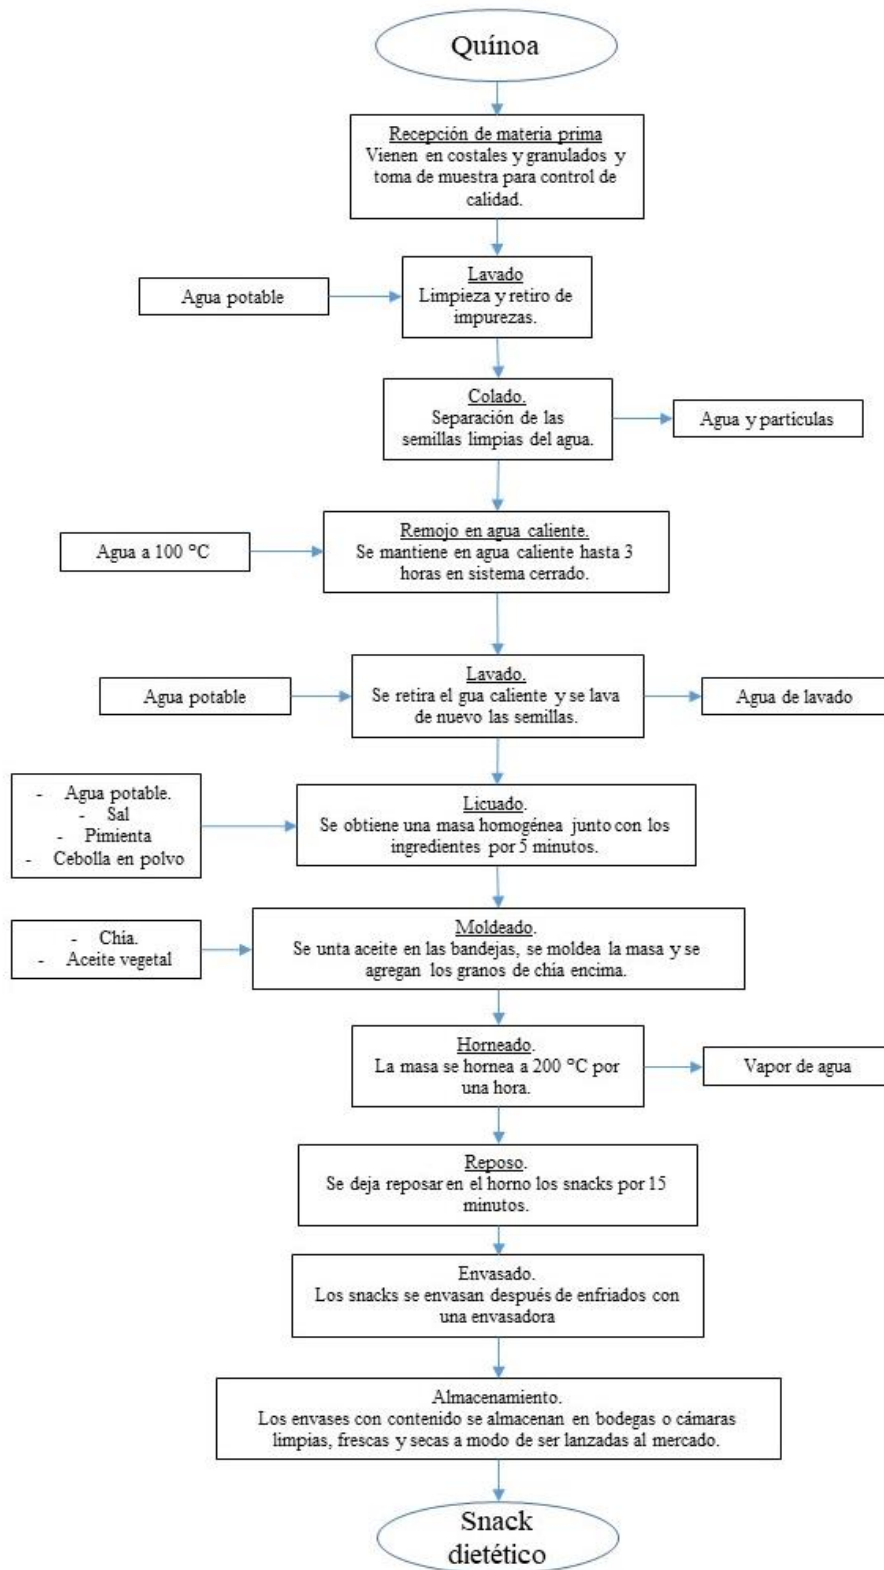 Quínoa
Recepción de materia prima
Vienen en costales y granulados y
toma de muestra para control de
calidad.
Agua potable
Lavado
Limpieza y retiro de
impurezas.
Colado.
Separación de las
semillas limpias del agua.
Agua y partículas
Agua a 100 °C
Remojo en agua caliente.
Se mantiene en agua caliente hasta 3
horas en sistema cerrado.
Agua potable
Lavado.
Se retira el gua caliente y se lava
de nuevo las semillas.
Agua de lavado
- Agua potable.
- Sal
- Pimienta
- Cebolla en polvo
Licuado.
Se obtiene una masa homogénea junto con los
ingredientes por 5 minutos.
- Chía.
- Aceite vegetal
Moldeado.
Se unta aceite en las bandejas, se moldea la masa y se
agregan los granos de chía encima.
Horneado.
La masa se hornea a 200 °C por
una hora.
Vapor de agua
Reposo.
Se deja reposar en el horno los snacks por 15
minutos.
Envasado.
Los snacks se envasan después de enfriados con
una envasadora
Almacenamiento.
Los envases con contenido se almacenan en bodegas o cámaras
limpias, frescas y secas a modo de ser lanzadas al mercado.
Snack
dietético